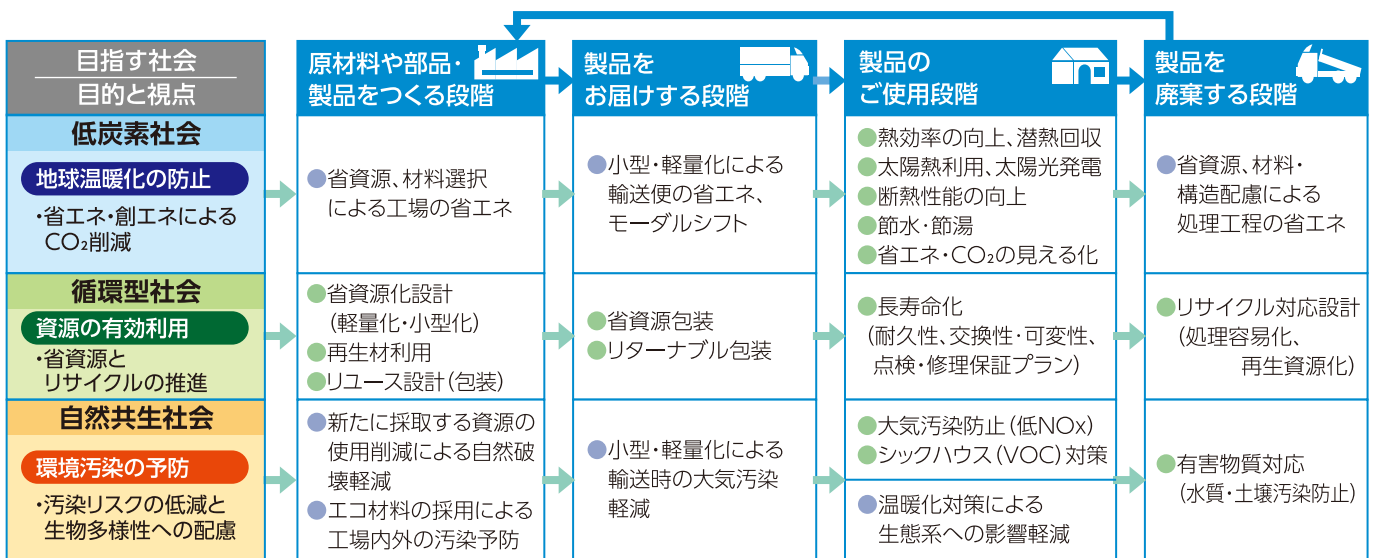 目指す社会
目的と視点
原材料や部品・
製品をつくる段階
製品を
お届けする段階
製品の
ご使用段階
製品を
廃棄する段階
低炭素社会
地球温暖化の防止
・省エネ・創エネによる
CO₂削減
●省資源、材料選択
による工場の省エネ
●小型・軽量化による
輸送便の省エネ、
モーダルシフト
●熱効率の向上、潜熱回収
●太陽熱利用、太陽光発電
●断熱性能の向上
●節水・節湯
●省エネ・CO₂の見える化
●省資源、材料・
構造配慮による
処理工程の省エネ
循環型社会
資源の有効利用
・省資源と
リサイクルの推進
●省資源化設計
(軽量化・小型化)
●再生材利用
●リユース設計(包装)
●省資源包装
●リターナブル包装
●長寿命化
(耐久性、交換性・可変性、
点検・修理保証プラン)
●リサイクル対応設計
(処理容易化、
再生資源化)
自然共生社会
環境汚染の予防
・汚染リスクの低減と
生物多様性への配慮
●新たに採取する資源の
使用削減による自然破
壊軽減
●エコ材料の採用による
工場内外の汚染予防
●小型・軽量化による
輸送時の大気汚染
軽減
●大気汚染防止(低NOx)
●シックハウス(VOC)対策
●温暖化対策による
生態系への影響軽減
●有害物質対応
(水質・土壌汚染防止)